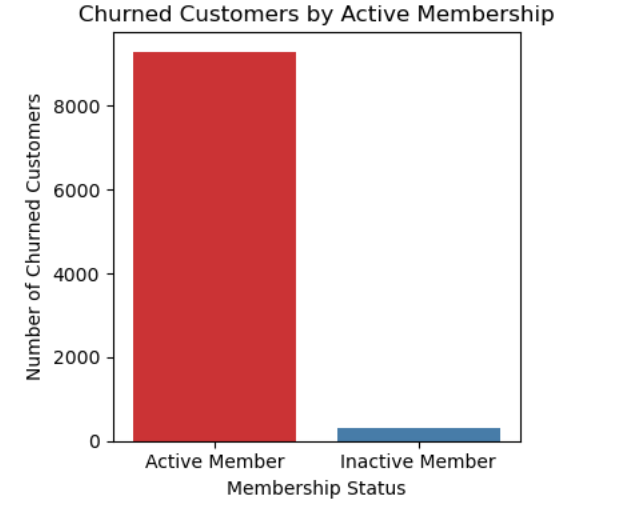 Churned Customers by Active Membership
Number of Churned Customers
8000
6000
4000
2000
0
Active Member Inactive Member
Membership Status